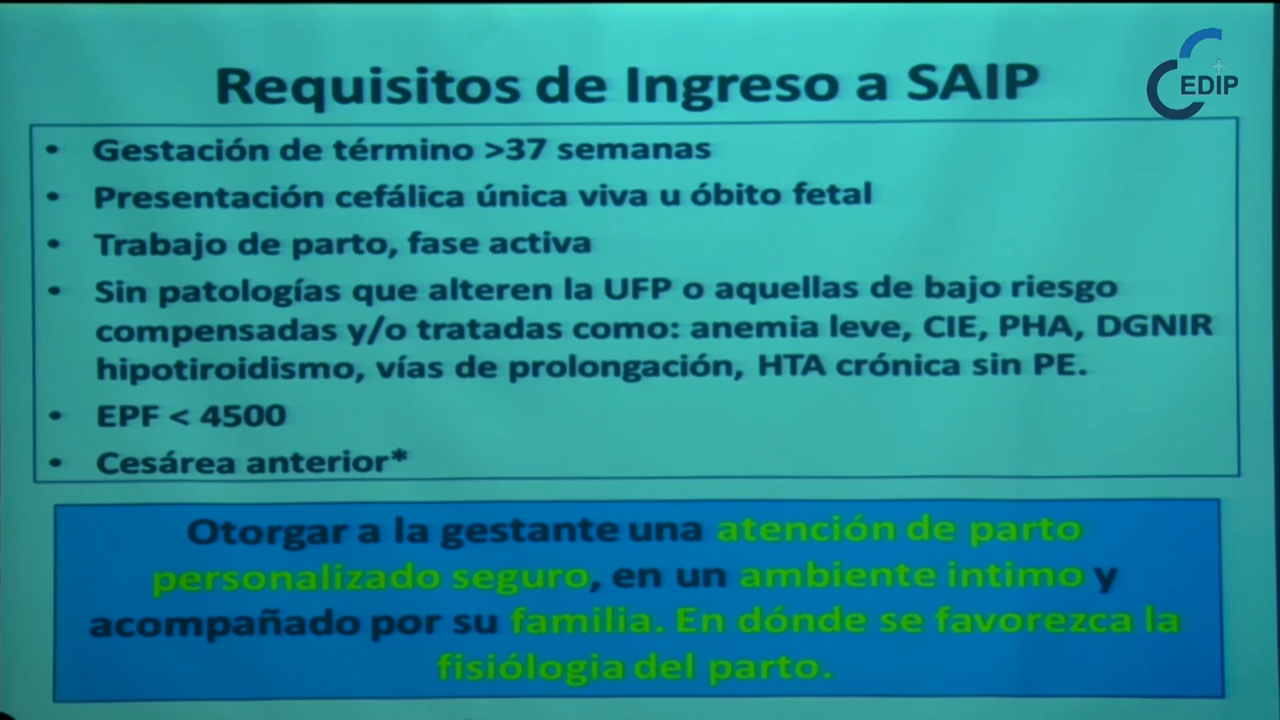 Requisitos de Ingreso a SAIP
EDIP
• Gestación de término >37 semanas
• Presentación cefálica única viva u óbito fetal
• Trabajo de parto, fase activa
• Sin patologías que alteren la UFP o aquellas de bajo riesgo
compensadas y/o tratadas como: anemia leve, CIE, PHA, DGNIR
hipotiroidismo, vías de prolongación, HTA crónica sin PE.
• EPF < 4500
• Cesárea anterior*
Otorgar a la gestante una atención de parto
personalizado seguro, en un ambiente intimo y
acompañado por su familia. En dónde se favorezca la
fisiólogia del parto.